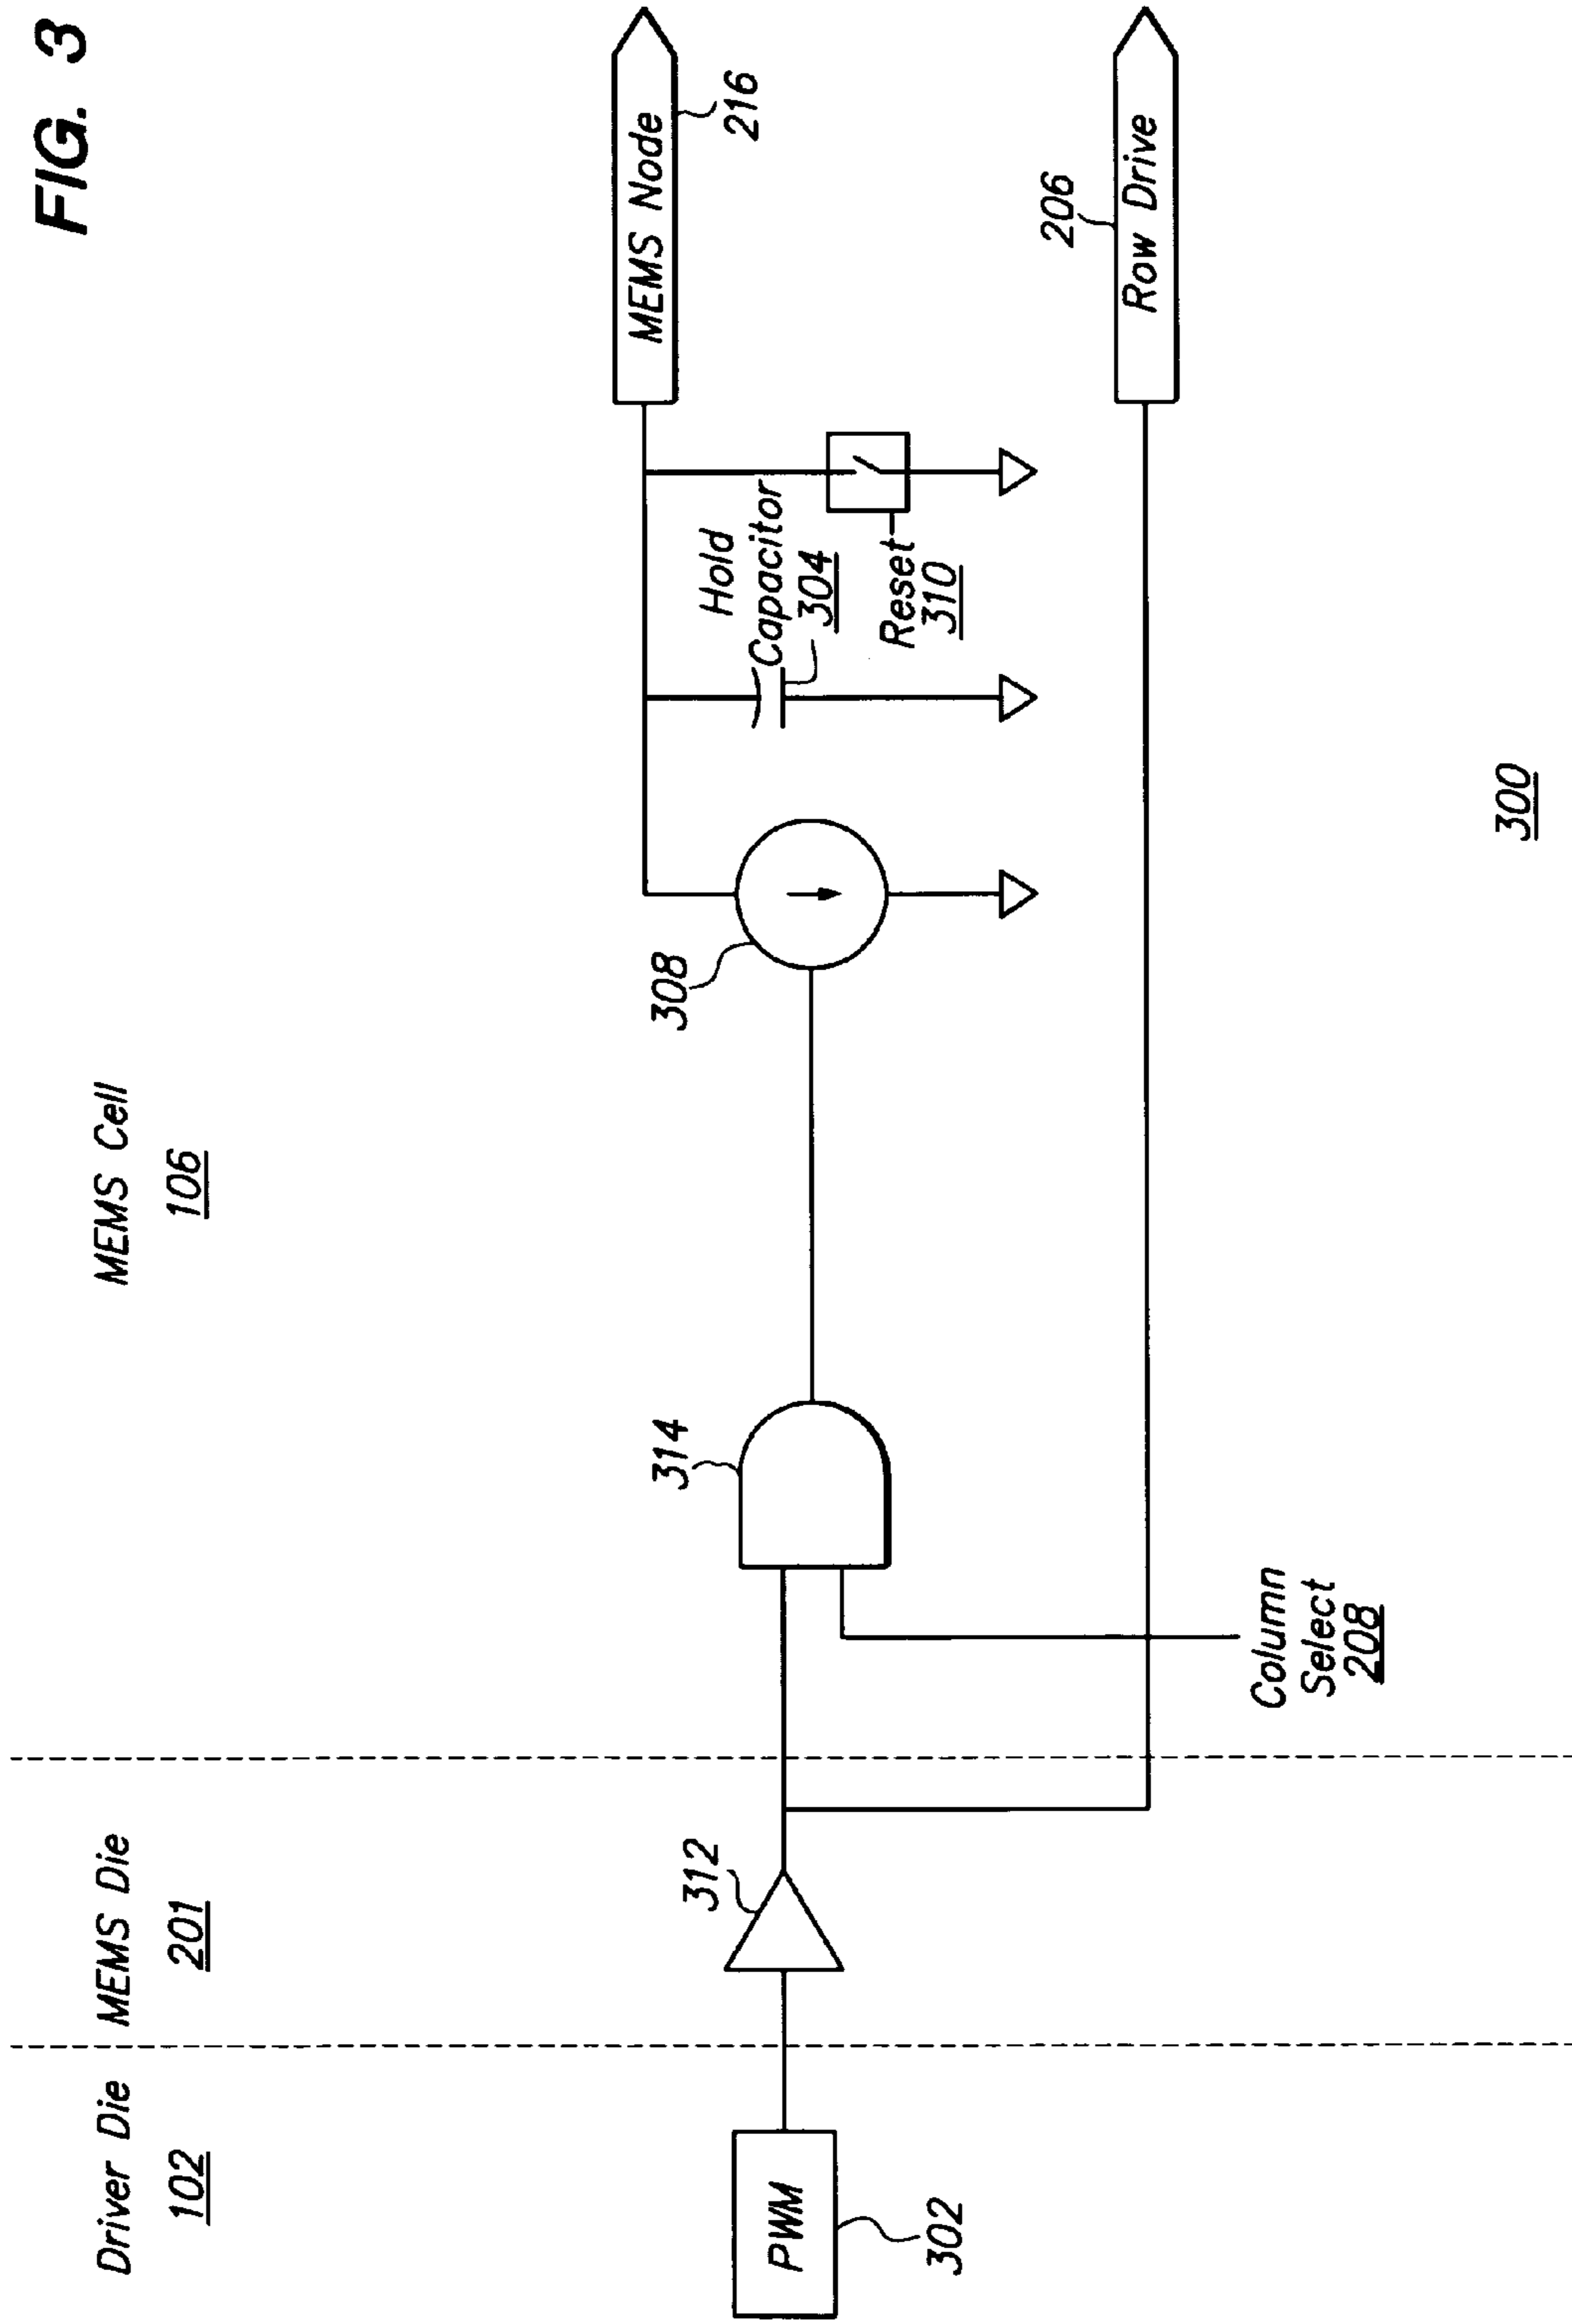 FIG. 3
Driver Die
102
MEMS Die
201
MEMS Cell
106
PWM
302
312
314
Column
Select
208
308
Hold
Capacitor
304
Reset
310
MEMS Node
216
206
Row Drive
300